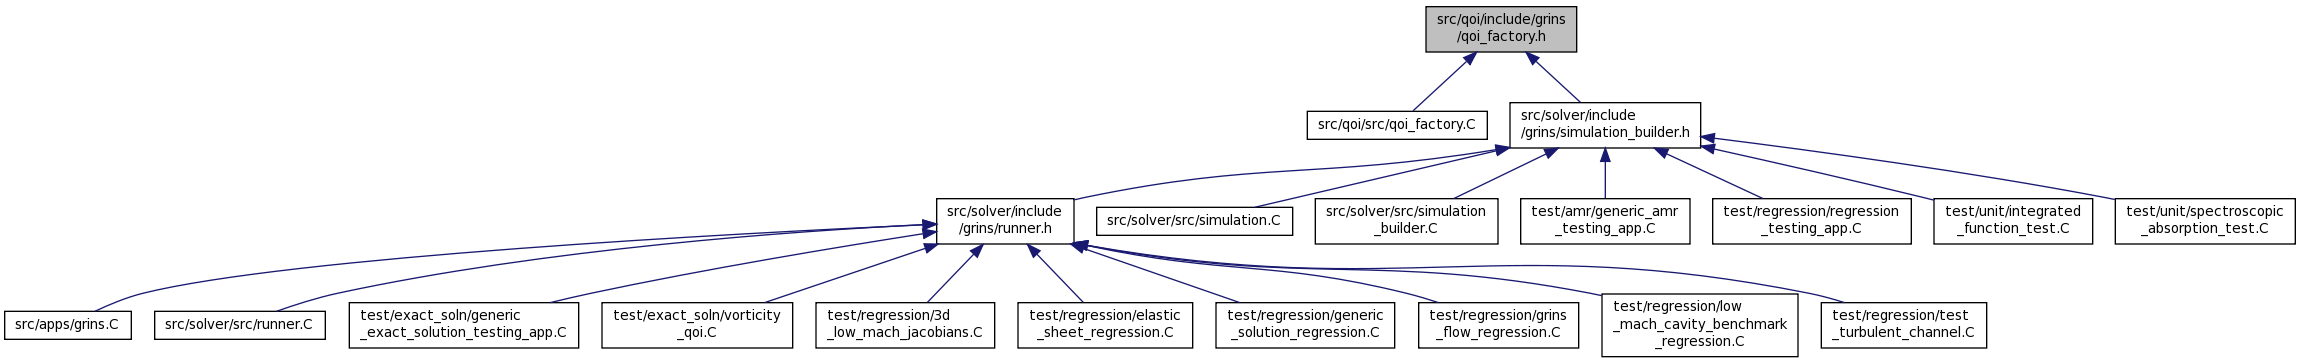 src/qoi/include/grins
/qoi_factory.h
src/qoi/src/qoi_factory.C
src/solver/include
/grins/simulation_builder.h
src/solver/include
/grins/runner.h
src/solver/src/simulation.C
src/solver/src/simulation
_builder.C
test/amr/generic_amr
_testing_app.C
test/regression/regression
_testing_app.C
test/unit/integrated
_function_test.C
test/unit/spectroscopic
_absorption_test.C
src/apps/grins.C
src/solver/src/runner.C
test/exact_soln/generic
_exact_solution_testing_app.C
test/exact_soln/vorticity
_qoi.C
test/regression/3d
_low_mach_jacobians.C
test/regression/elastic
_sheet_regression.C
test/regression/generic
_solution_regression.C
test/regression/grins
_flow_regression.C
test/regression/low
_mach_cavity_benchmark
_regression.C
test/regression/test
_turbulent_channel.C